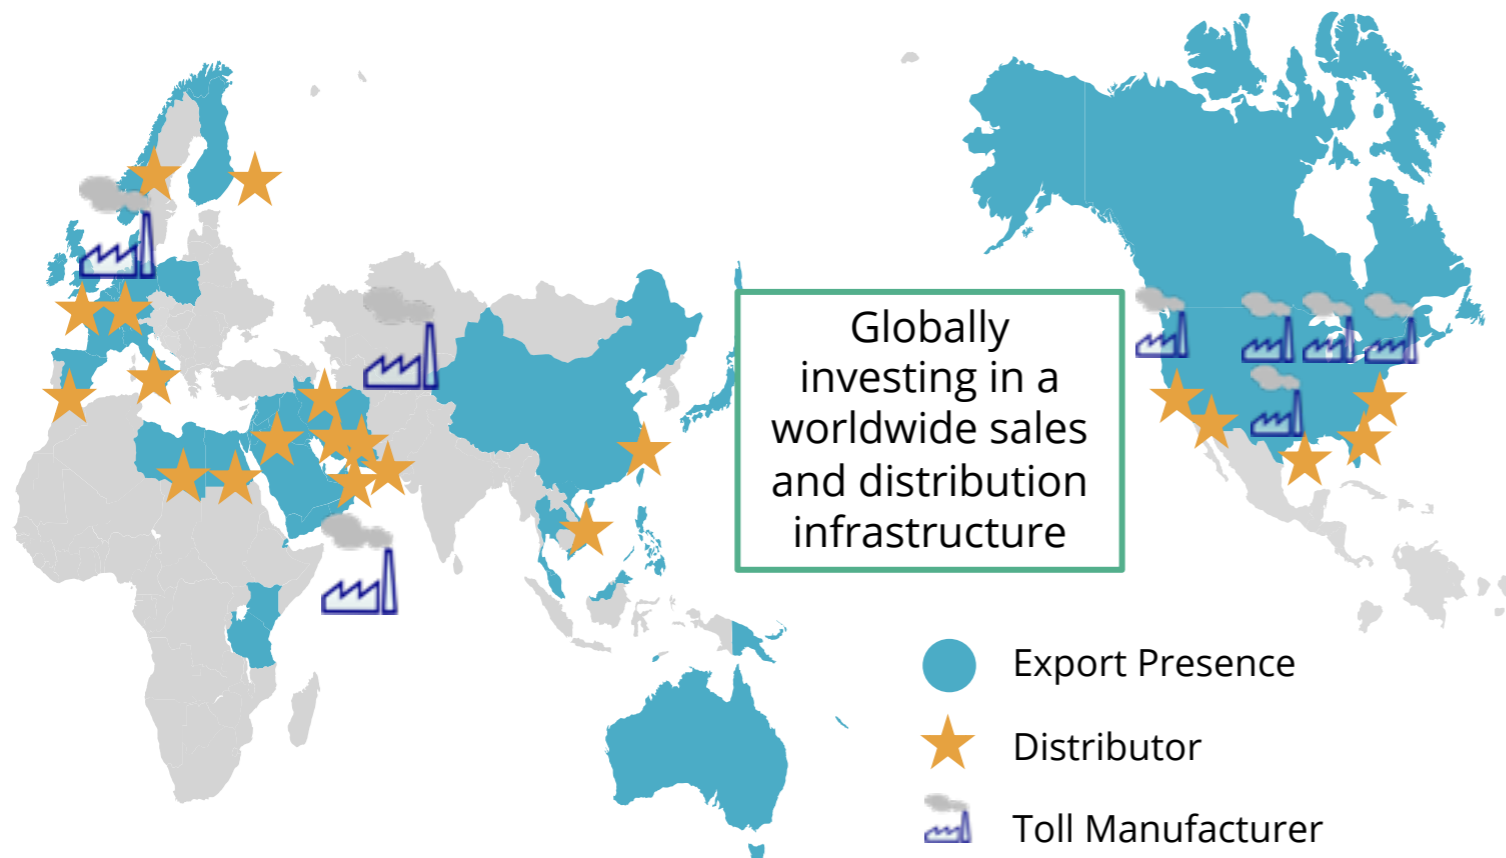 Globally
investing in a
worldwide sales
and distribution
infrastructure
Export Presence
Distributor
Toll Manufacturer